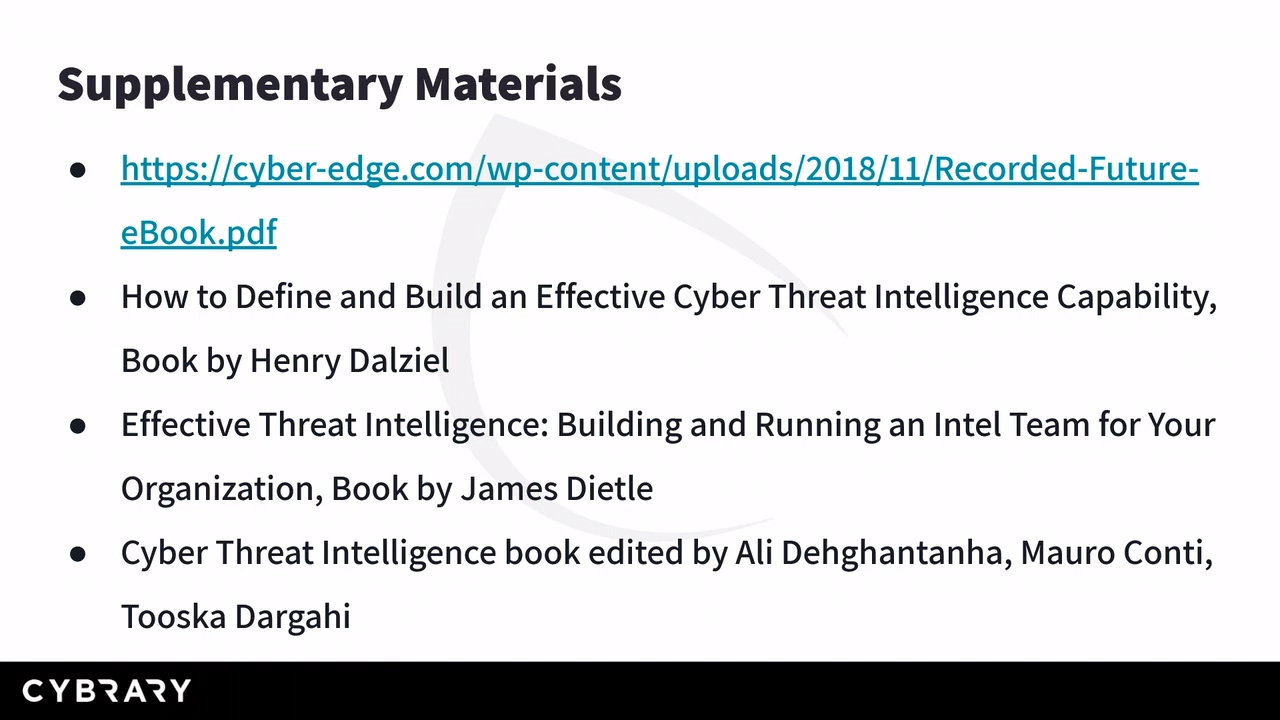 Supplementary Materials
● https://cyber-edge.com/wp-content/uploads/2018/11/Recorded-Future-
eBook.pdf
● How to Define and Build an Effective Cyber Threat Intelligence Capability,
Book by Henry Dalziel
● Effective Threat Intelligence: Building and Running an Intel Team for Your
Organization, Book by James Dietle
● Cyber Threat Intelligence book edited by Ali Dehghantanha, Mauro Conti,
Tooska Dargahi
CYBRARY